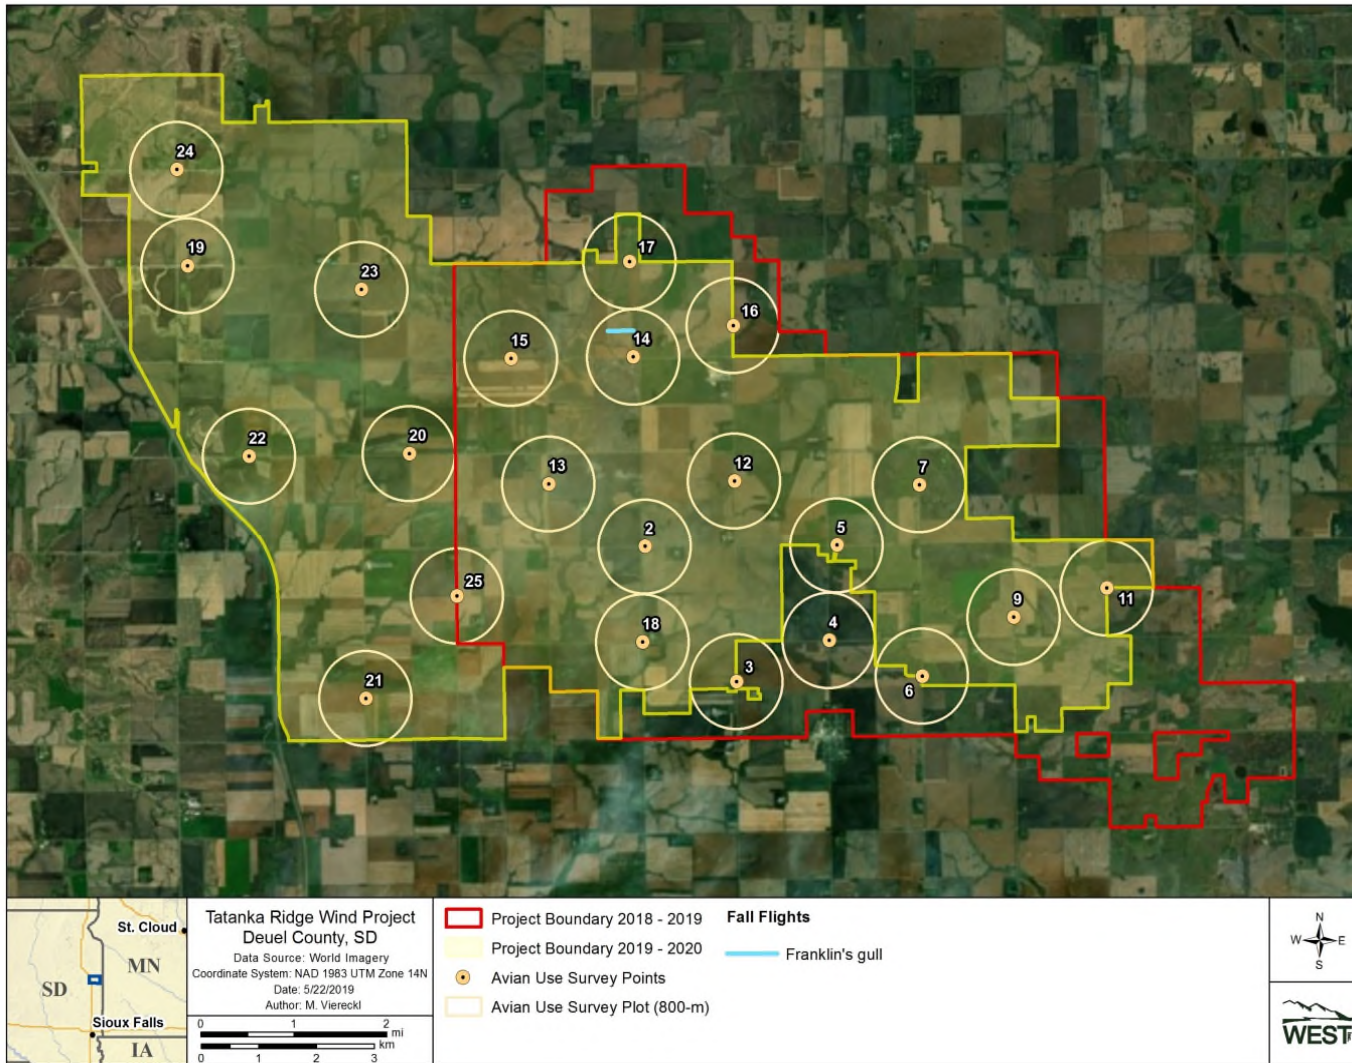 24
19
23
17
16
15
14
22
20
13
12
7
2
5
25
18
4
9
11
3
6
21
St. Cloud
MN
SD
Sioux Falls
IA
Tatanka Ridge Wind Project
Deuel County, SD
Data Source: World Imagery
Coordinate System: NAD 1983 UTM Zone 14N
Date: 5/22/2019
Author: M. Viereckl
0 1 2
mi
km
0 1 2 3
Project Boundary 2018 - 2019
Project Boundary 2019 - 2020
Avian Use Survey Points
Avian Use Survey Plot (800-m)
Fall Flights
Franklin's gull
N
W E
S
WEST